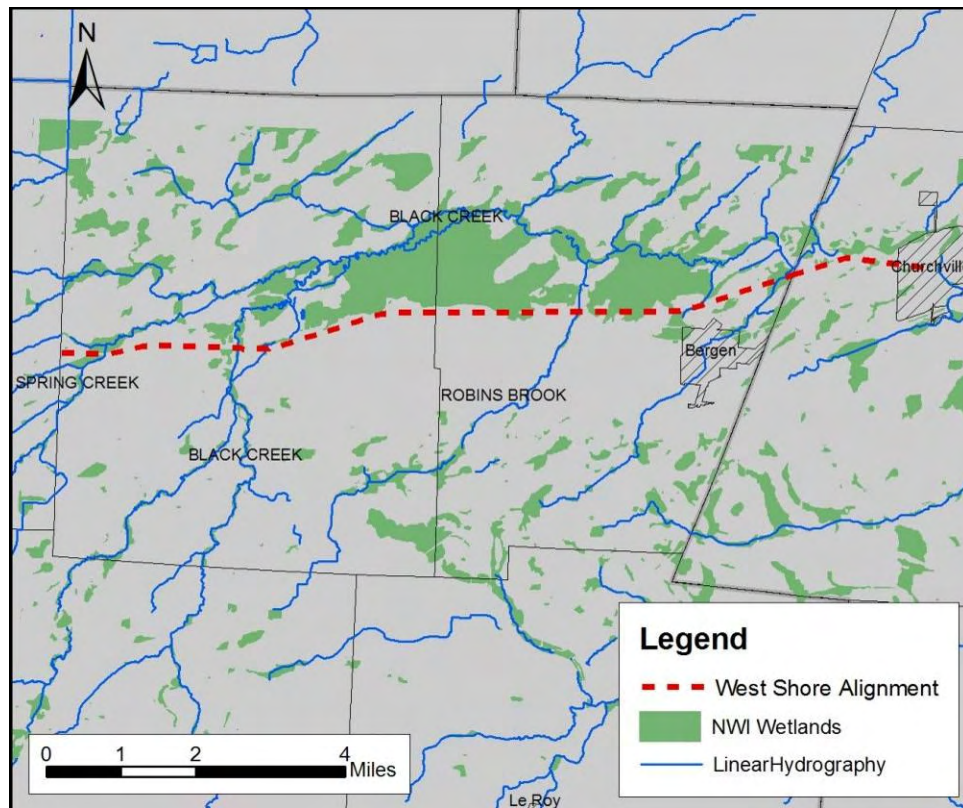 N
BLACK CREEK
Churchvill
SPRING CREEK
Bergen
ROBINS BROOK
BLACK CREEK
Legend
West Shore Alignment
NWI Wetlands
LinearHydrography
0 1 2 4
Miles
Le Roy